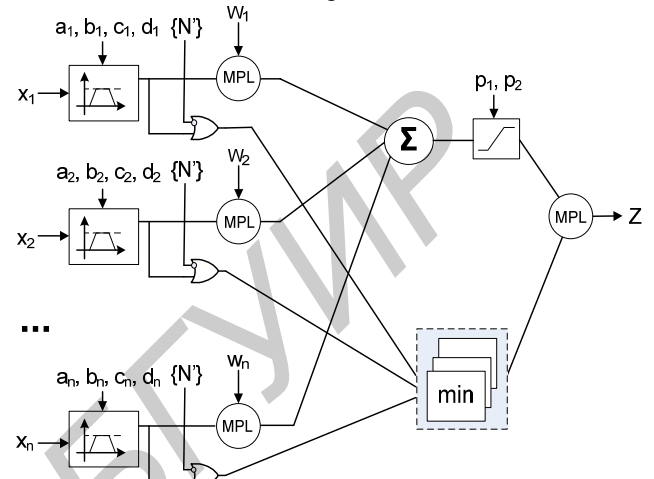 a₁, b₁, c₁, d₁ {N'}
W₁
x₁
MPL
p₁, p₂
Σ
a₂, b₂, c₂, d₂ {N'}
W₂
x₂
MPL
MPL
Z
...
min
aₙ, bₙ, cₙ, dₙ {N'}
wₙ
xₙ
MPL
БГУИР